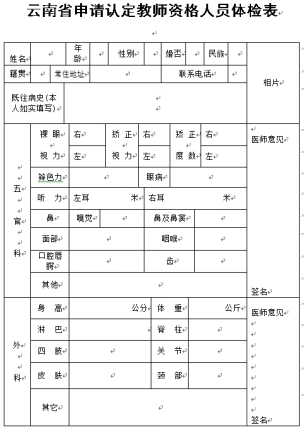 云南省申请认定教师资格人员体检表
姓名 年龄 性别 婚否 民族 相片
籍贯 常住地址 联系电话
既往病史(本人如实填写)
五官科 裸眼视力 右 左 矫正视力 右 左 矫正度数 右 左 医师意见
辨色力 眼病
听力 左耳 米 右耳 米
鼻 嗅觉 鼻及鼻窦
面部 咽喉
口腔唇腭 齿
其他 签名
外科 身高 公分 体重 公斤 医师意见
淋巴 脊柱
四肢 关节
皮肤 颈部
其它 签名